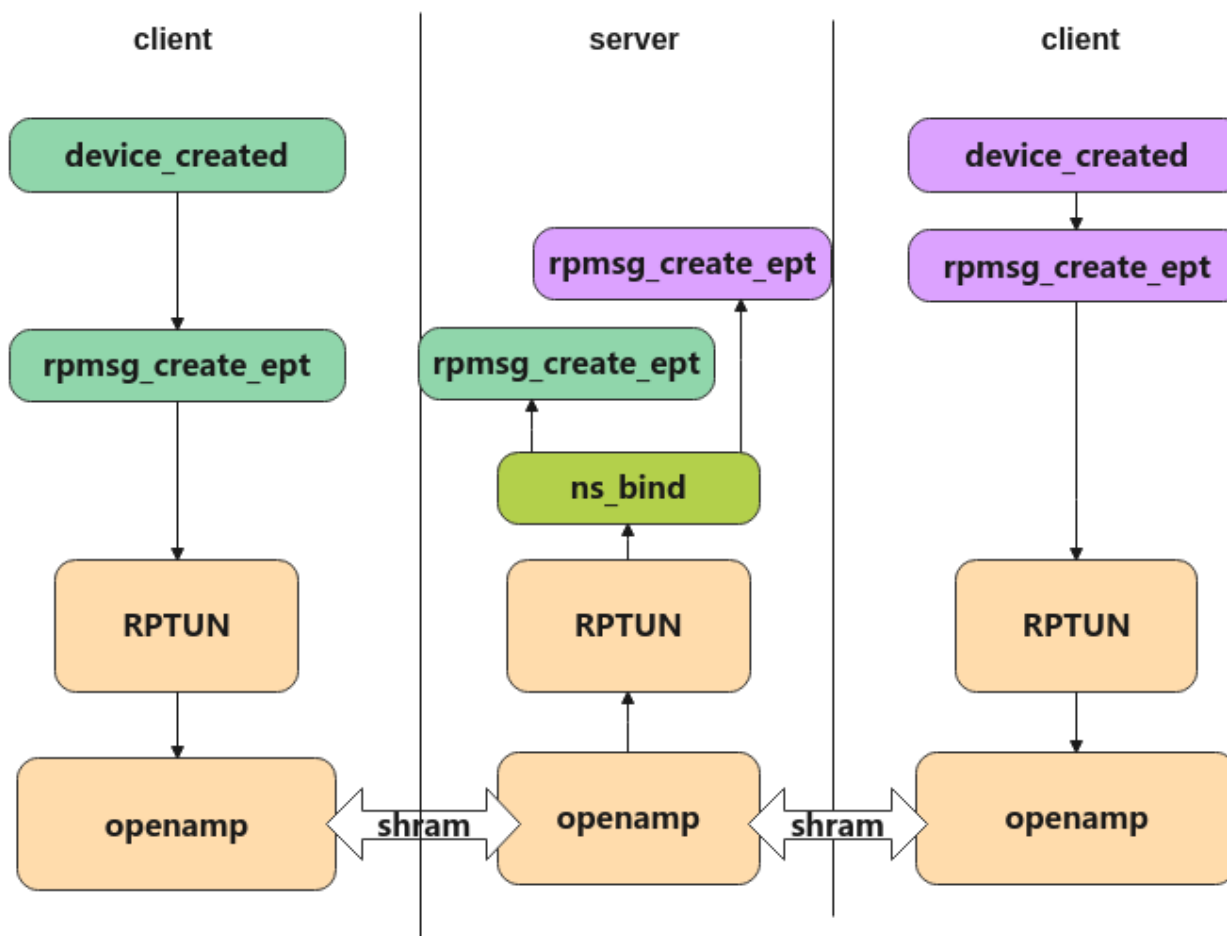 client
server
client
device_created
device_created
rpmsg_create_ept
rpmsg_create_ept
rpmsg_create_ept
rpmsg_create_ept
ns_bind
RPTUN
RPTUN
RPTUN
openamp
shram
openamp
shram
openamp